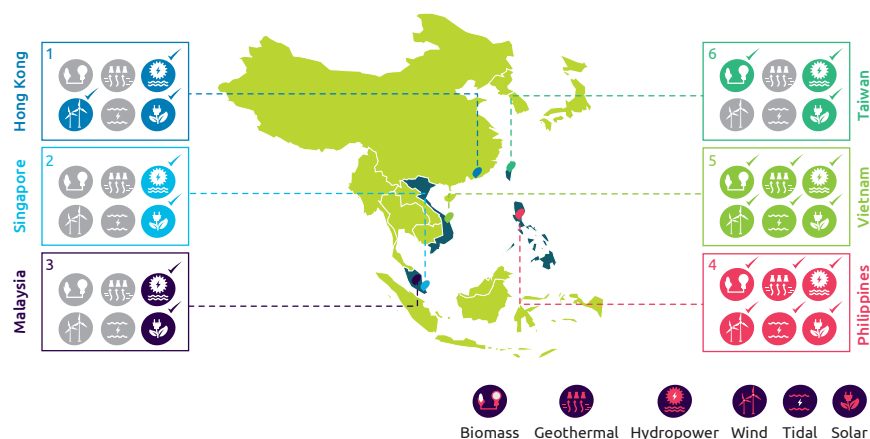 1
Hong Kong
2
Singapore
3
Malaysia
6
Taiwan
5
Vietnam
4
Philippines
Biomass Geothermal Hydropower Wind Tidal Solar